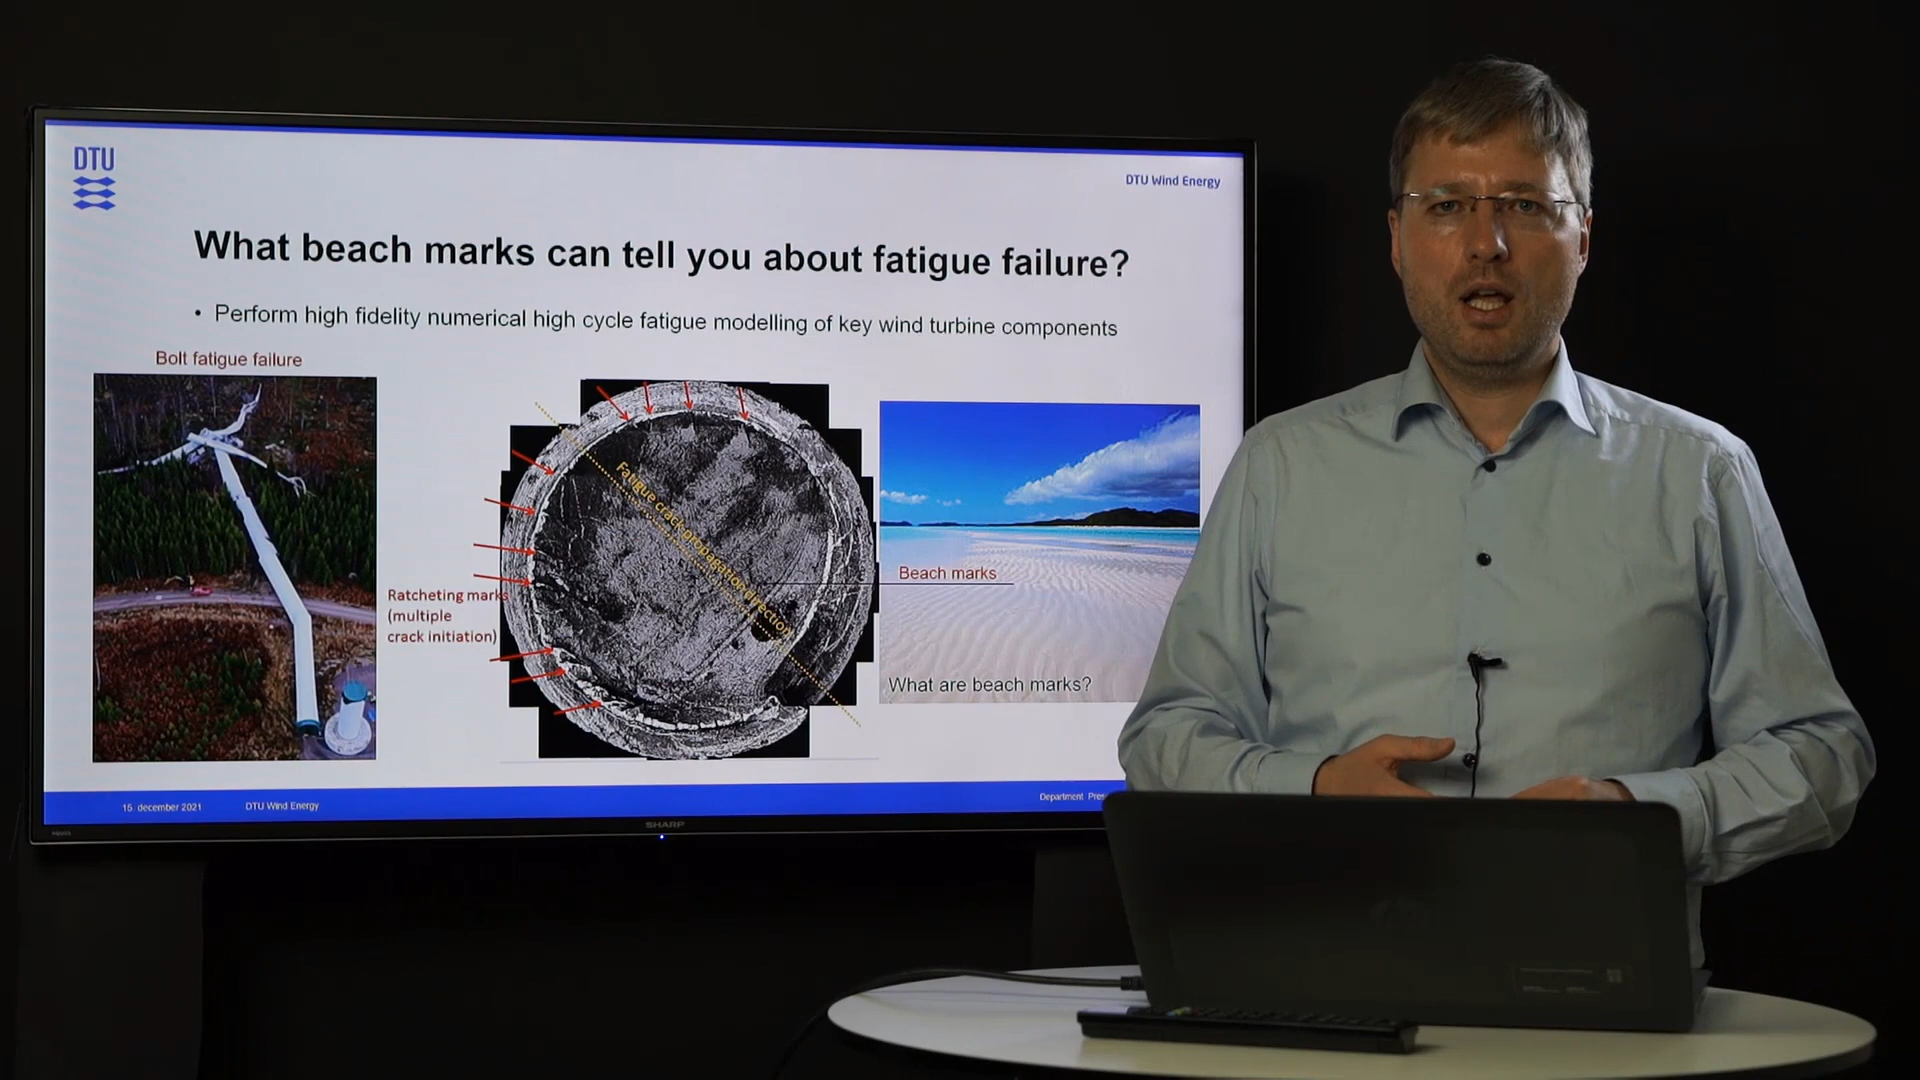 DTU
DTU Wind Energy
What beach marks can tell you about fatigue failure?
• Perform high fidelity numerical high cycle fatigue modelling of key wind turbine components
Bolt fatigue failure
Fatigue crack propagation direction
Ratcheting marks
(multiple
crack initiation)
Beach marks
What are beach marks?
15. december 2021
DTU Wind Energy
Department Pres
SHARP